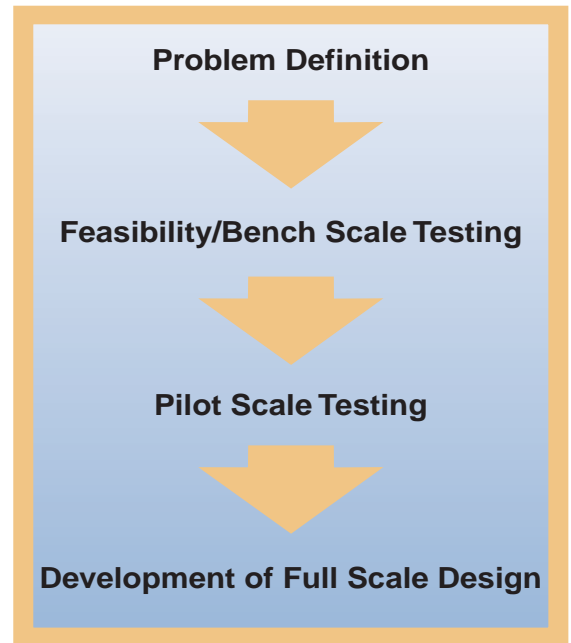 Problem Definition
Feasibility/Bench Scale Testing
Pilot Scale Testing
Development of Full Scale Design